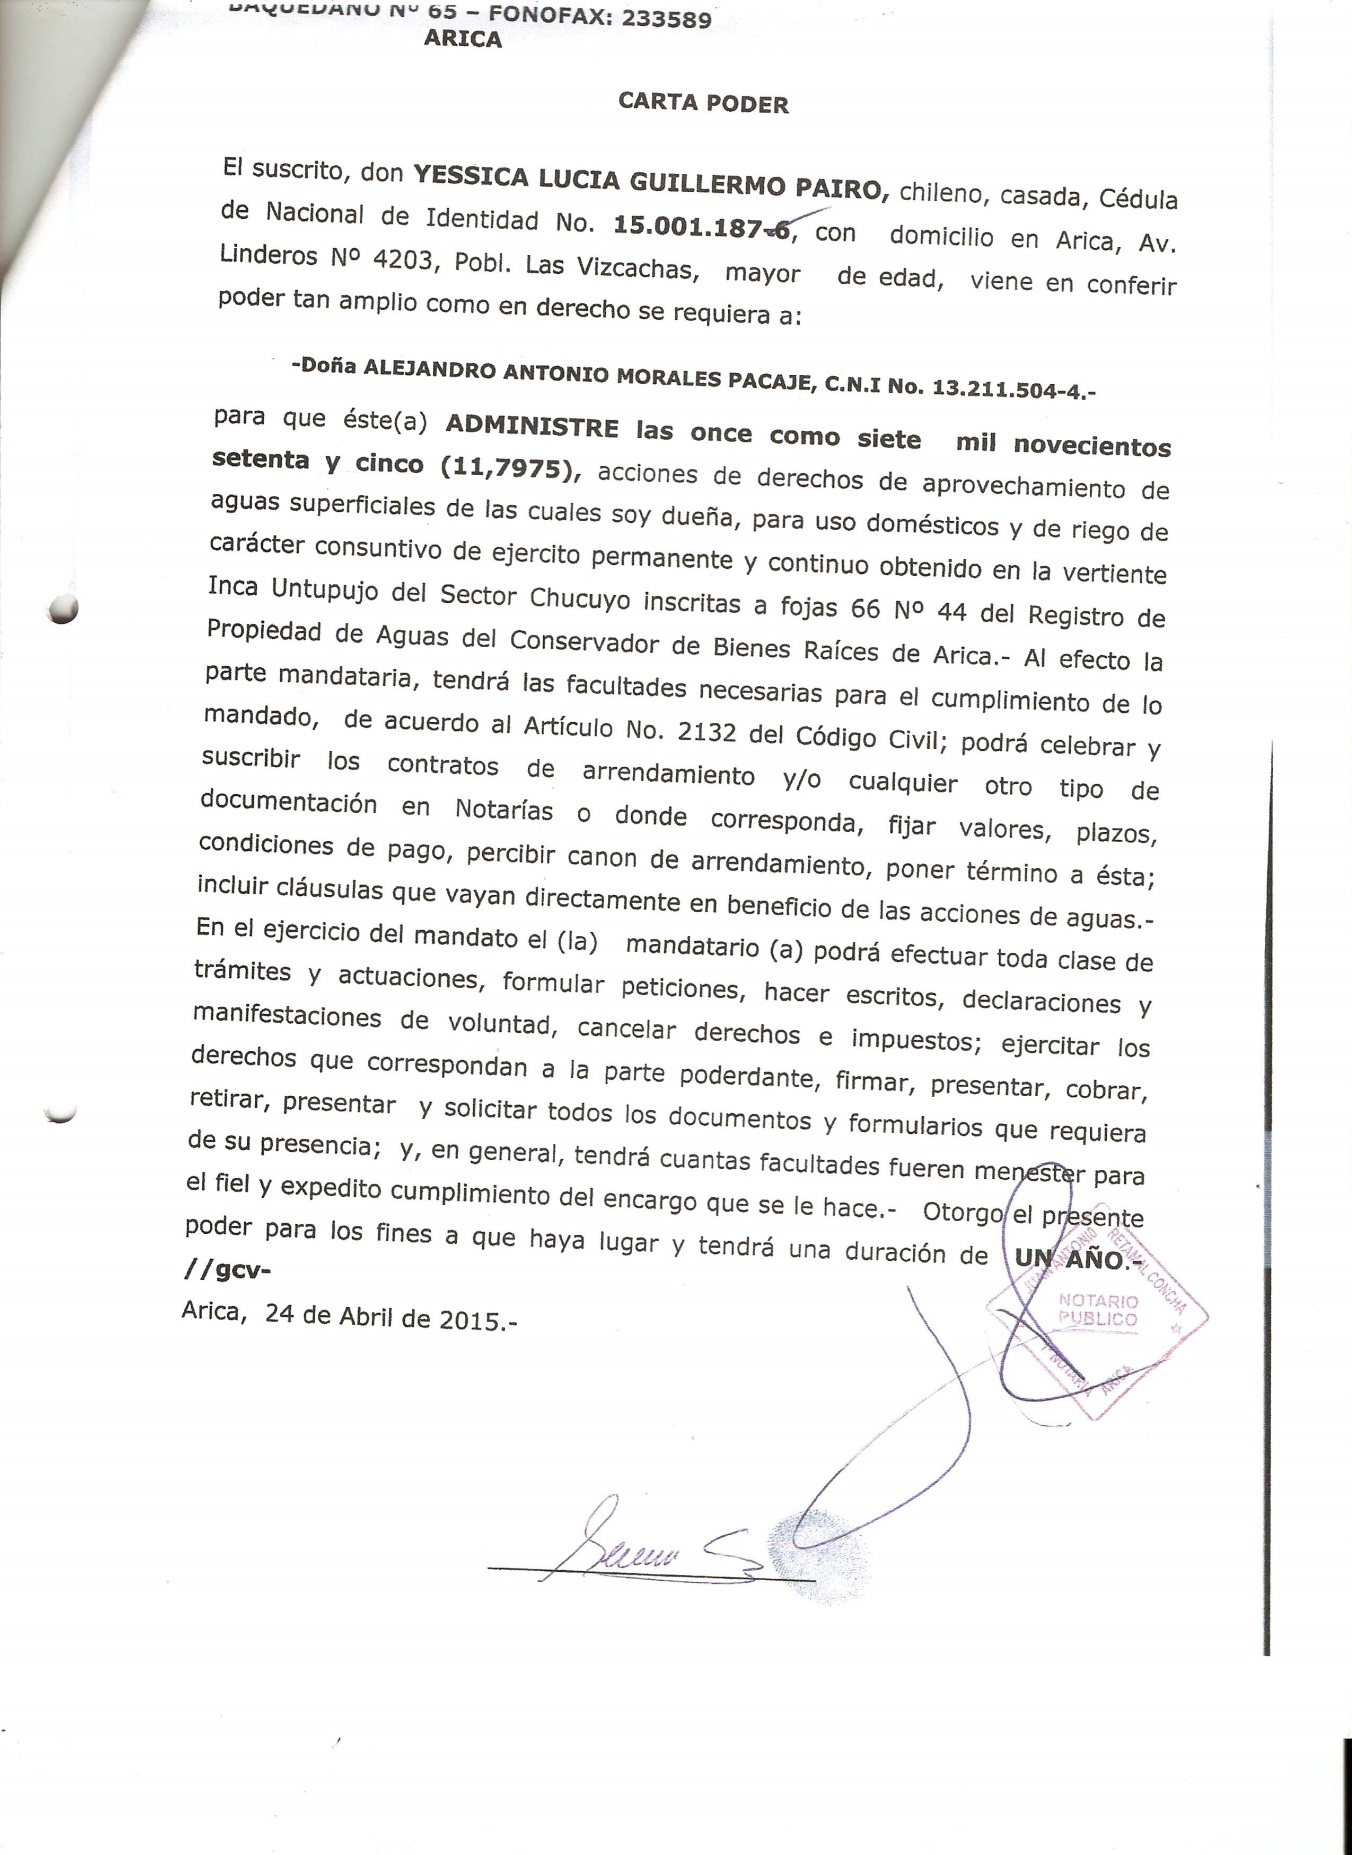 BAQUEDANO Nº 65 – FONOFAX: 233589
ARICA
CARTA PODER
El suscrito, don YESSICA LUCIA GUILLERMO PAIRO, chileno, casada, Cédula
de Nacional de Identidad No. 15.001.187-6, con domicilio en Arica, Av.
Linderos Nº 4203, Pobl. Las Vizcachas, mayor de edad, viene en conferir
poder tan amplio como en derecho se requiera a:
-Doña ALEJANDRO ANTONIO MORALES PACAJE, C.N.I No. 13.211.504-4.-
para que éste(a) ADMINISTRE las once como siete mil novecientos
setenta y cinco (11,7975), acciones de derechos de aprovechamiento de
aguas superficiales de las cuales soy dueña, para uso domésticos y de riego de
carácter consuntivo de ejercito permanente y continuo obtenido en la vertiente
Inca Untupujo del Sector Chucuyo inscritas a fojas 66 Nº 44 del Registro de
Propiedad de Aguas del Conservador de Bienes Raíces de Arica.- Al efecto la
parte mandataria, tendrá las facultades necesarias para el cumplimiento de lo
mandado, de acuerdo al Artículo No. 2132 del Código Civil; podrá celebrar y
suscribir los contratos de arrendamiento y/o cualquier otro tipo de
documentación en Notarías o donde corresponda, fijar valores, plazos,
condiciones de pago, percibir canon de arrendamiento, poner término a ésta;
incluir cláusulas que vayan directamente en beneficio de las acciones de aguas.-
En el ejercicio del mandato el (la) mandatario (a) podrá efectuar toda clase de
trámites y actuaciones, formular peticiones, hacer escritos, declaraciones y
manifestaciones de voluntad, cancelar derechos e impuestos; ejercitar los
derechos que correspondan a la parte poderdante, firmar, presentar, cobrar,
retirar, presentar y solicitar todos los documentos y formularios que requiera
de su presencia; y, en general, tendrá cuantas facultades fueren menester para
el fiel y expedito cumplimiento del encargo que se le hace.- Otorgo el presente
poder para los fines a que haya lugar y tendrá una duración de UN AÑO.-
//gcv-
Arica, 24 de Abril de 2015.-
JUAN ANTONIO RETAMAL CONCHA
NOTARIO
PUBLICO
1ª NOTARIA ARICA